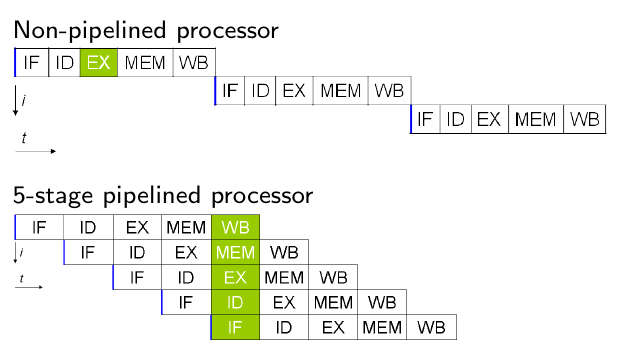 Non-pipelined processor
IF ID EX MEM WB
IF ID EX MEM WB
i
IF ID EX MEM WB
t
5-stage pipelined processor
IF ID EX MEM WB
i IF ID EX MEM WB
t IF ID EX MEM WB
IF ID EX MEM WB
IF ID EX MEM WB